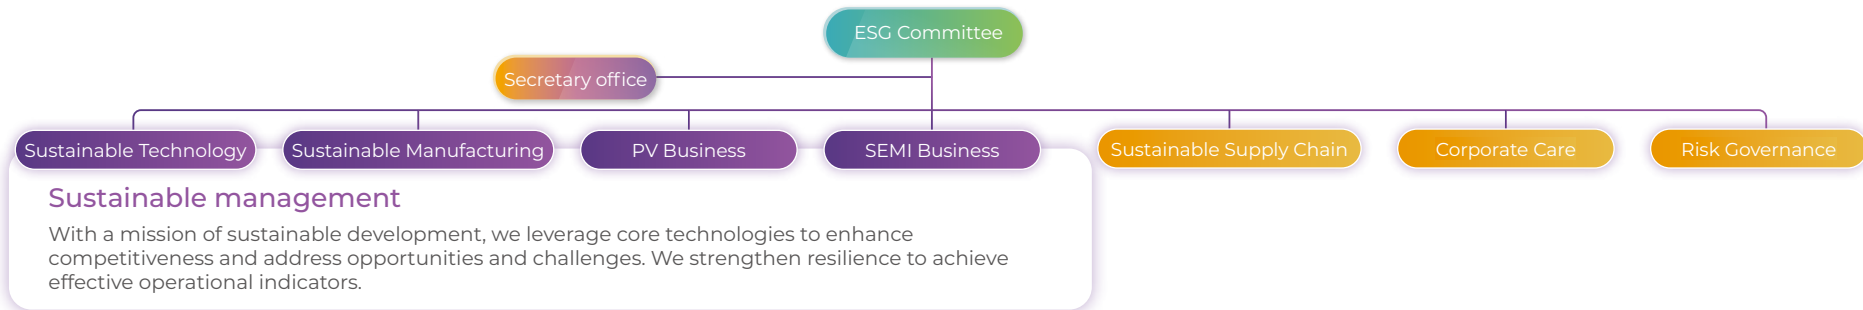 ESG Committee
Secretary office
Sustainable Technology
Sustainable Manufacturing
PV Business
SEMI Business
Sustainable Supply Chain
Corporate Care
Risk Governance
Sustainable management
With a mission of sustainable development, we leverage core technologies to enhance
competitiveness and address opportunities and challenges. We strengthen resilience to achieve
effective operational indicators.